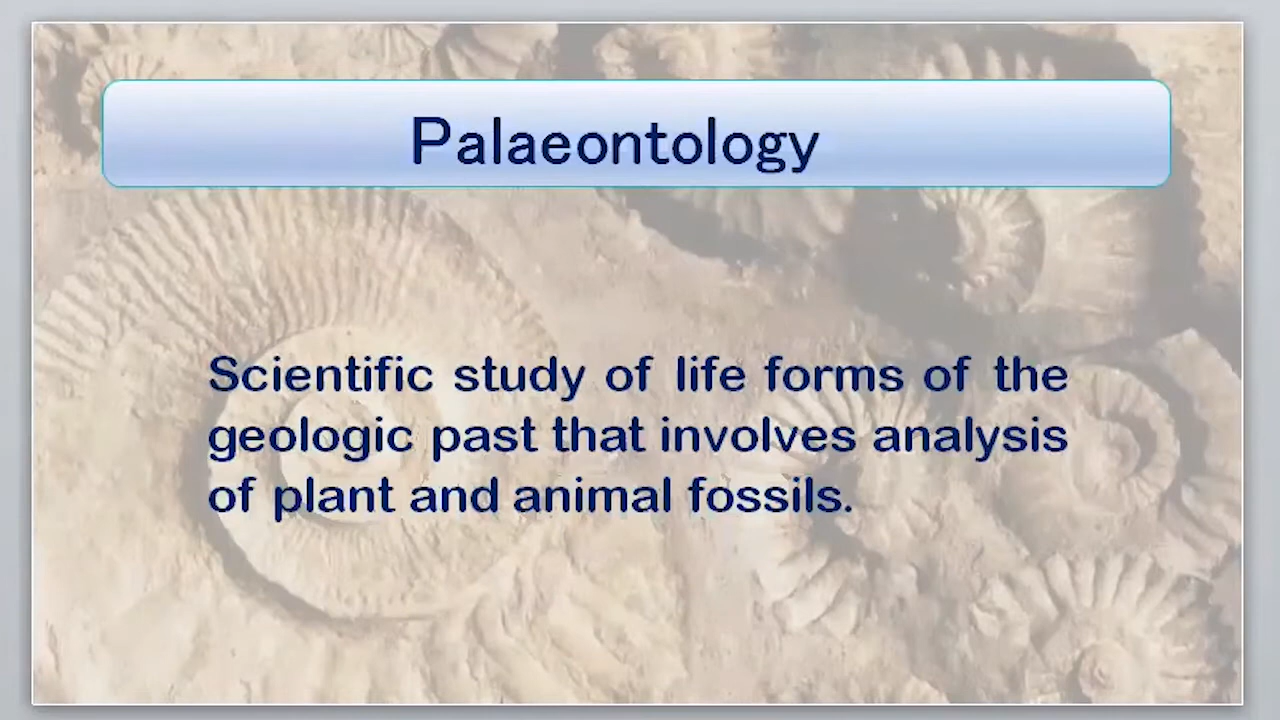 Palaeontology
Scientific study of life forms of the
geologic past that involves analysis
of plant and animal fossils.